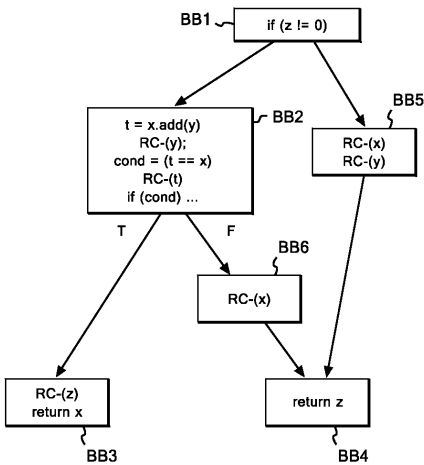 BB1
if (z != 0)
BB2
t = x.add(y)
RC-(y);
cond = (t == x)
RC-(t)
if (cond) ...
BB5
RC-(x)
RC-(y)
T
F
BB6
RC-(x)
RC-(z)
return x
BB3
return z
BB4